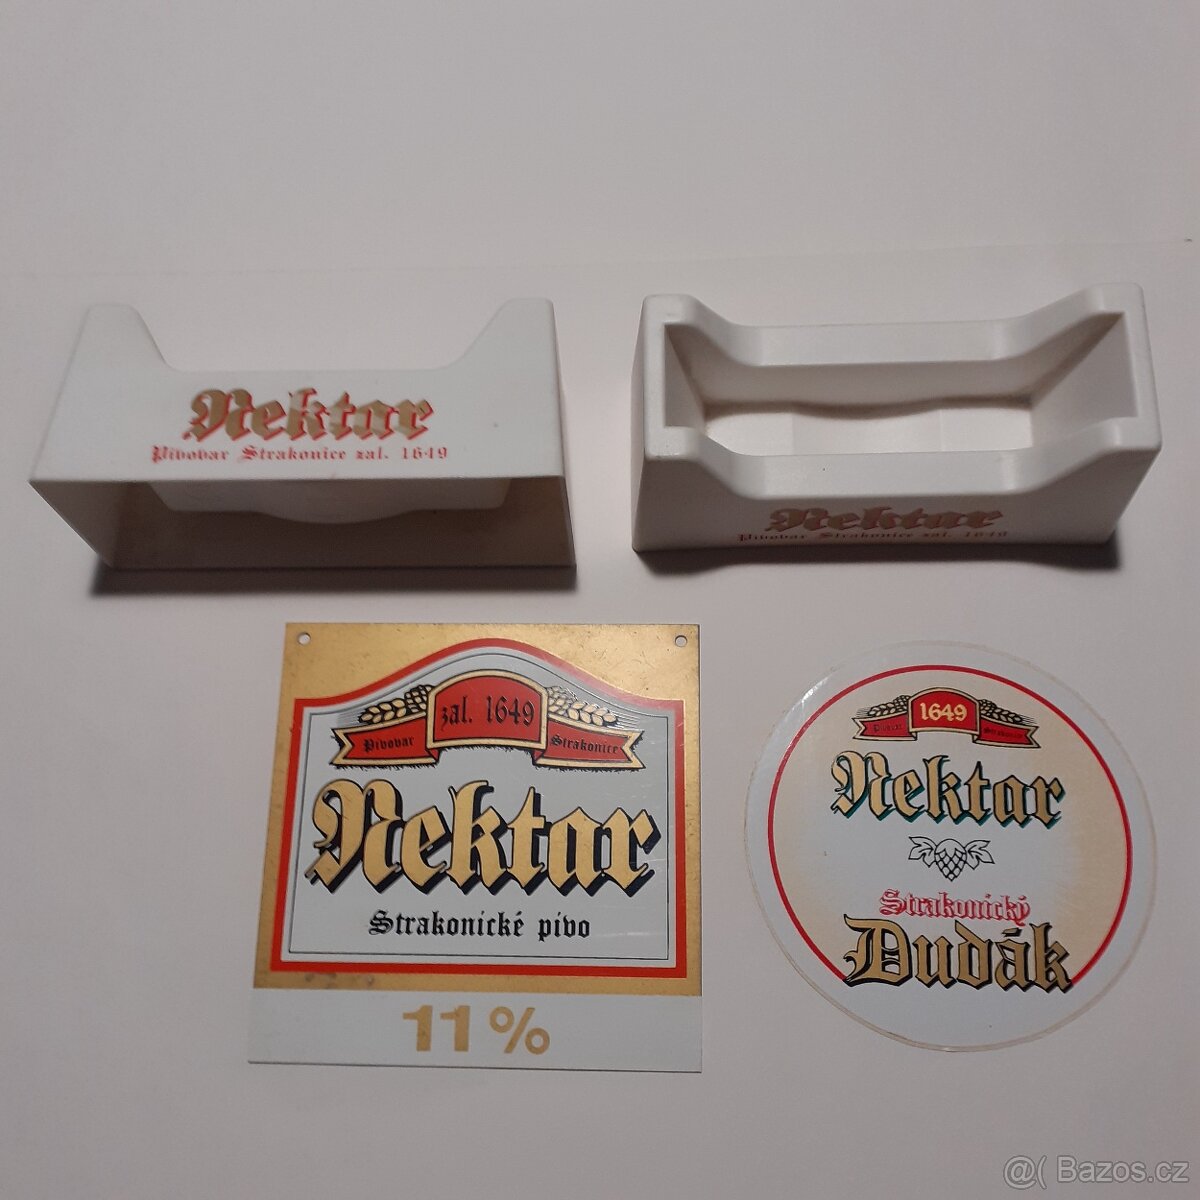 Nektar
Pivovar Strakonice zal. 1649
Nektar
Pivovar Strakonice zal. 1649
zal. 1649
Pivovar Strakonice
Nektar
Strakonické pivo
11 %
1649
Pivovar Strakonice
Nektar
Strakonický
Dudák
@( Bazos.cz